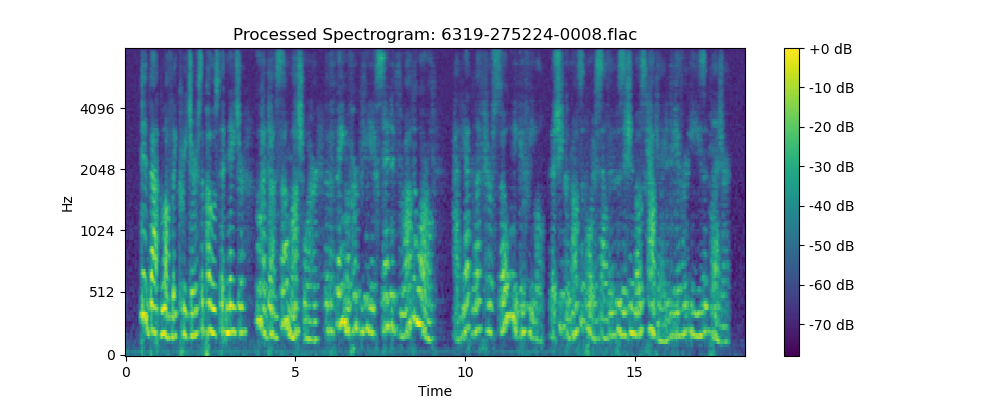 Processed Spectrogram: 6319-275224-0008.flac
Hz
4096
2048
1024
512
0
0 5 10 15
Time
+0 dB
-10 dB
-20 dB
-30 dB
-40 dB
-50 dB
-60 dB
-70 dB